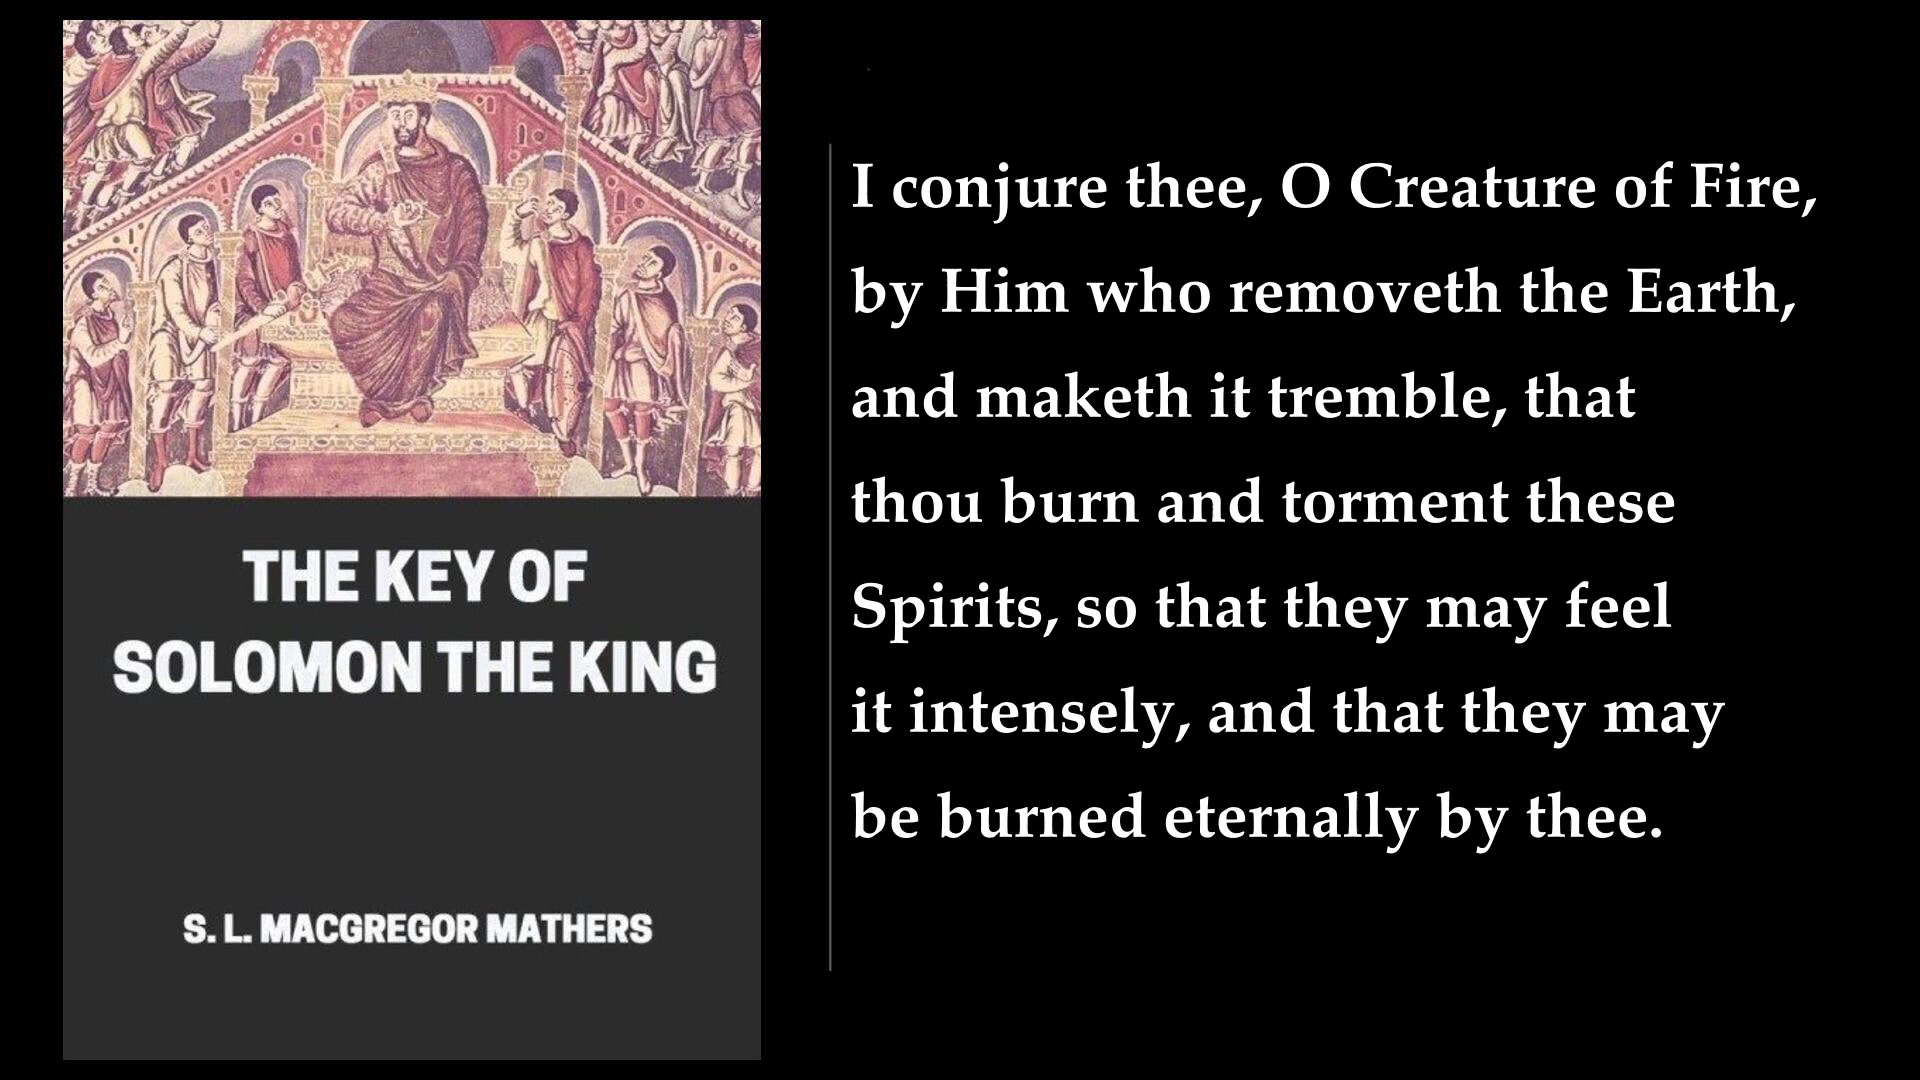 THE KEY OF
SOLOMON THE KING
S. L. MACGREGOR MATHERS
I conjure thee, O Creature of Fire,
by Him who removeth the Earth,
and maketh it tremble, that
thou burn and torment these
Spirits, so that they may feel
it intensely, and that they may
be burned eternally by thee.